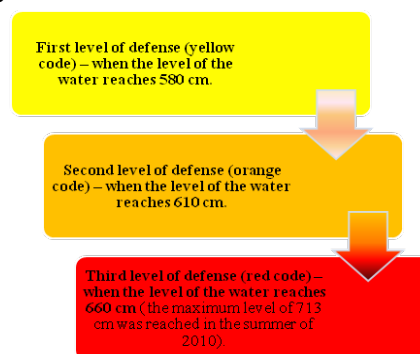 First level of defense (yellow
code) – when the level of the
water reaches 580 cm.
Second level of defense (orange
code) – when the level of the water
reaches 610 cm.
Third level of defense (red code) –
when the level of the water reaches
660 cm ( the maximum level of 713
cm was reached in the summer of
2010).